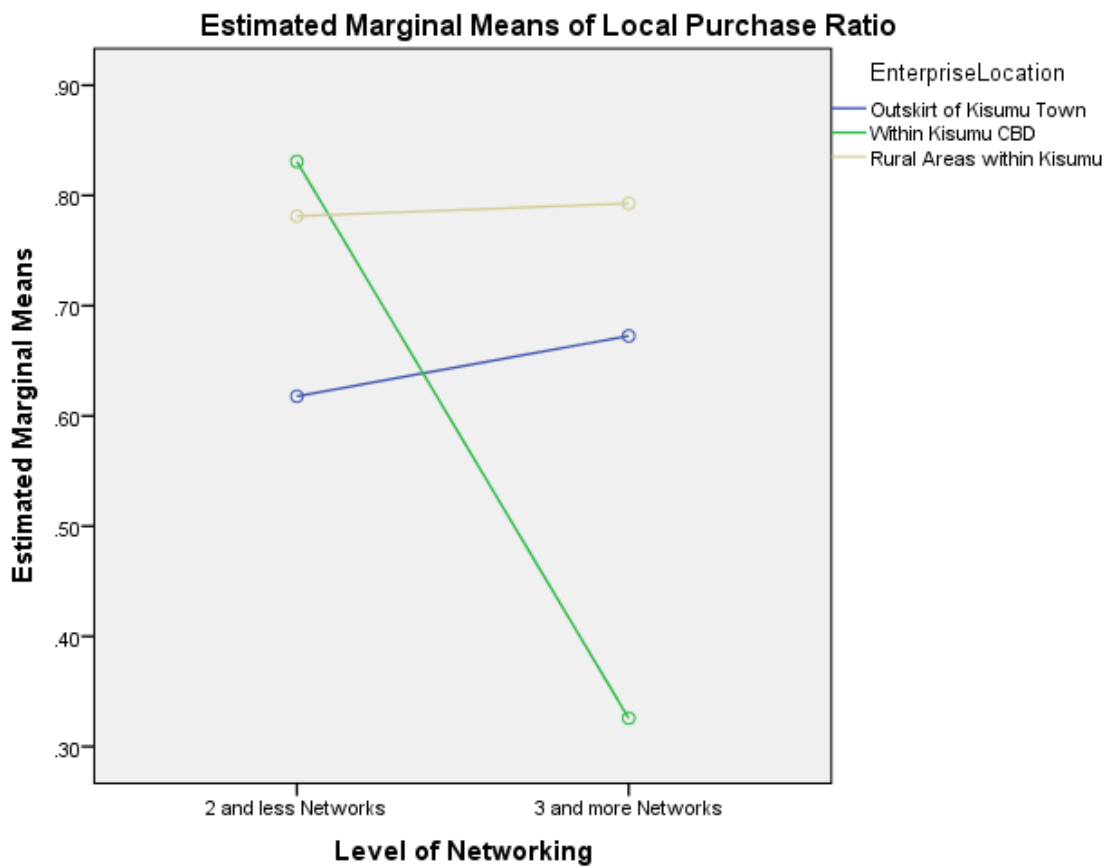 Estimated Marginal Means of Local Purchase Ratio
EnterpriseLocation
Outskirt of Kisumu Town
Within Kisumu CBD
Rural Areas within Kisumu
Estimated Marginal Means
.90
.80
.70
.60
.50
.40
.30
2 and less Networks
3 and more Networks
Level of Networking